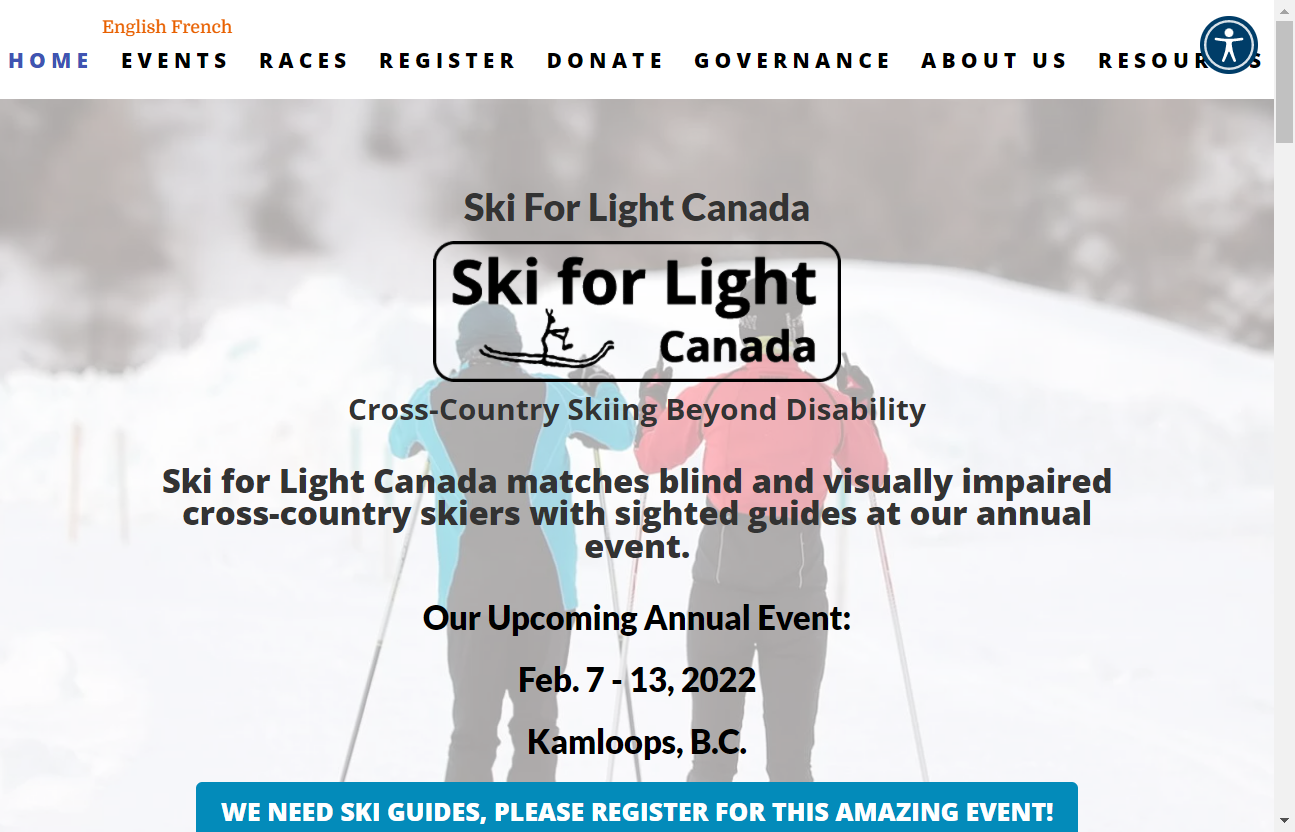 English French
HOME EVENTS RACES REGISTER DONATE GOVERNANCE ABOUT US
Ski For Light Canada
Ski for Light
Canada
Cross-Country Skiing Beyond Disability
Ski for Light Canada matches blind and visually impaired
cross-country skiers with sighted guides at our annual
event.
Our Upcoming Annual Event:
Feb. 7 - 13, 2022
Kamloops, B.C.
WE NEED SKI GUIDES, PLEASE REGISTER FOR THIS AMAZING EVENT!